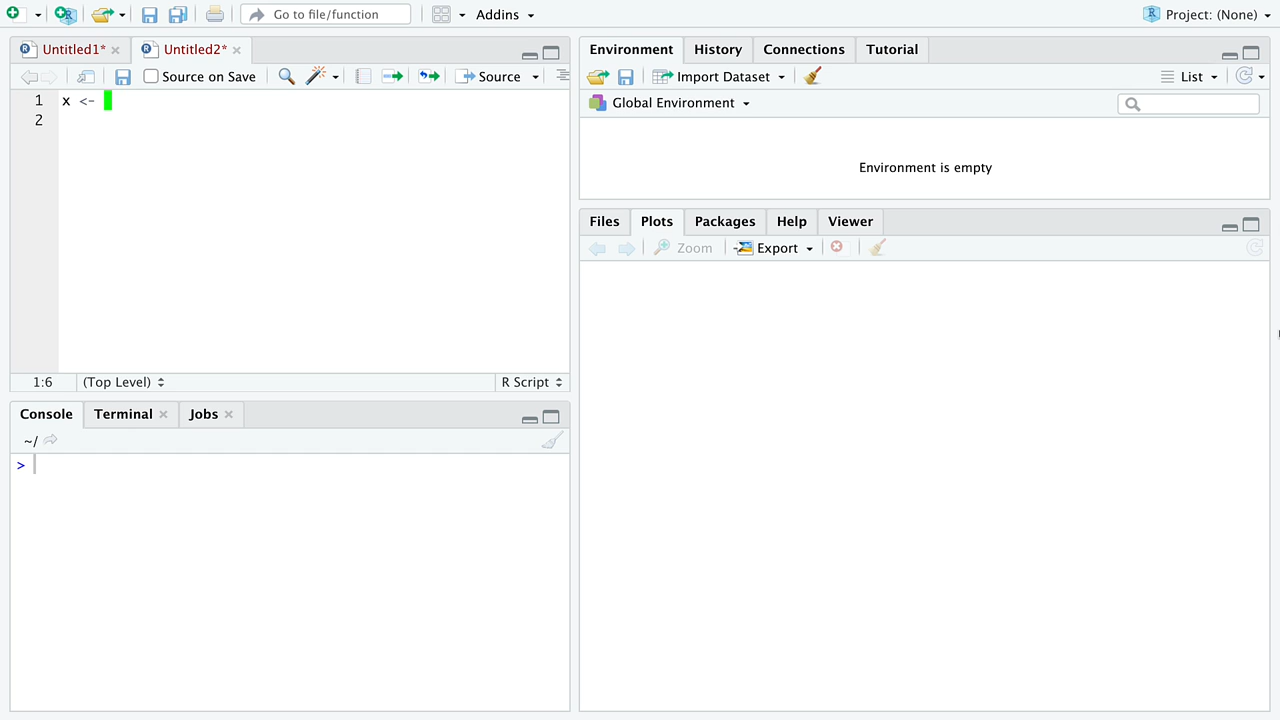 Go to file/function Addins Project: (None)
Untitled1* Untitled2*
Source on Save Source
1 x <-
2
1:6 (Top Level) R Script
Console Terminal Jobs
~/
>
Environment History Connections Tutorial
Import Dataset List
Global Environment
Environment is empty
Files Plots Packages Help Viewer
Zoom Export